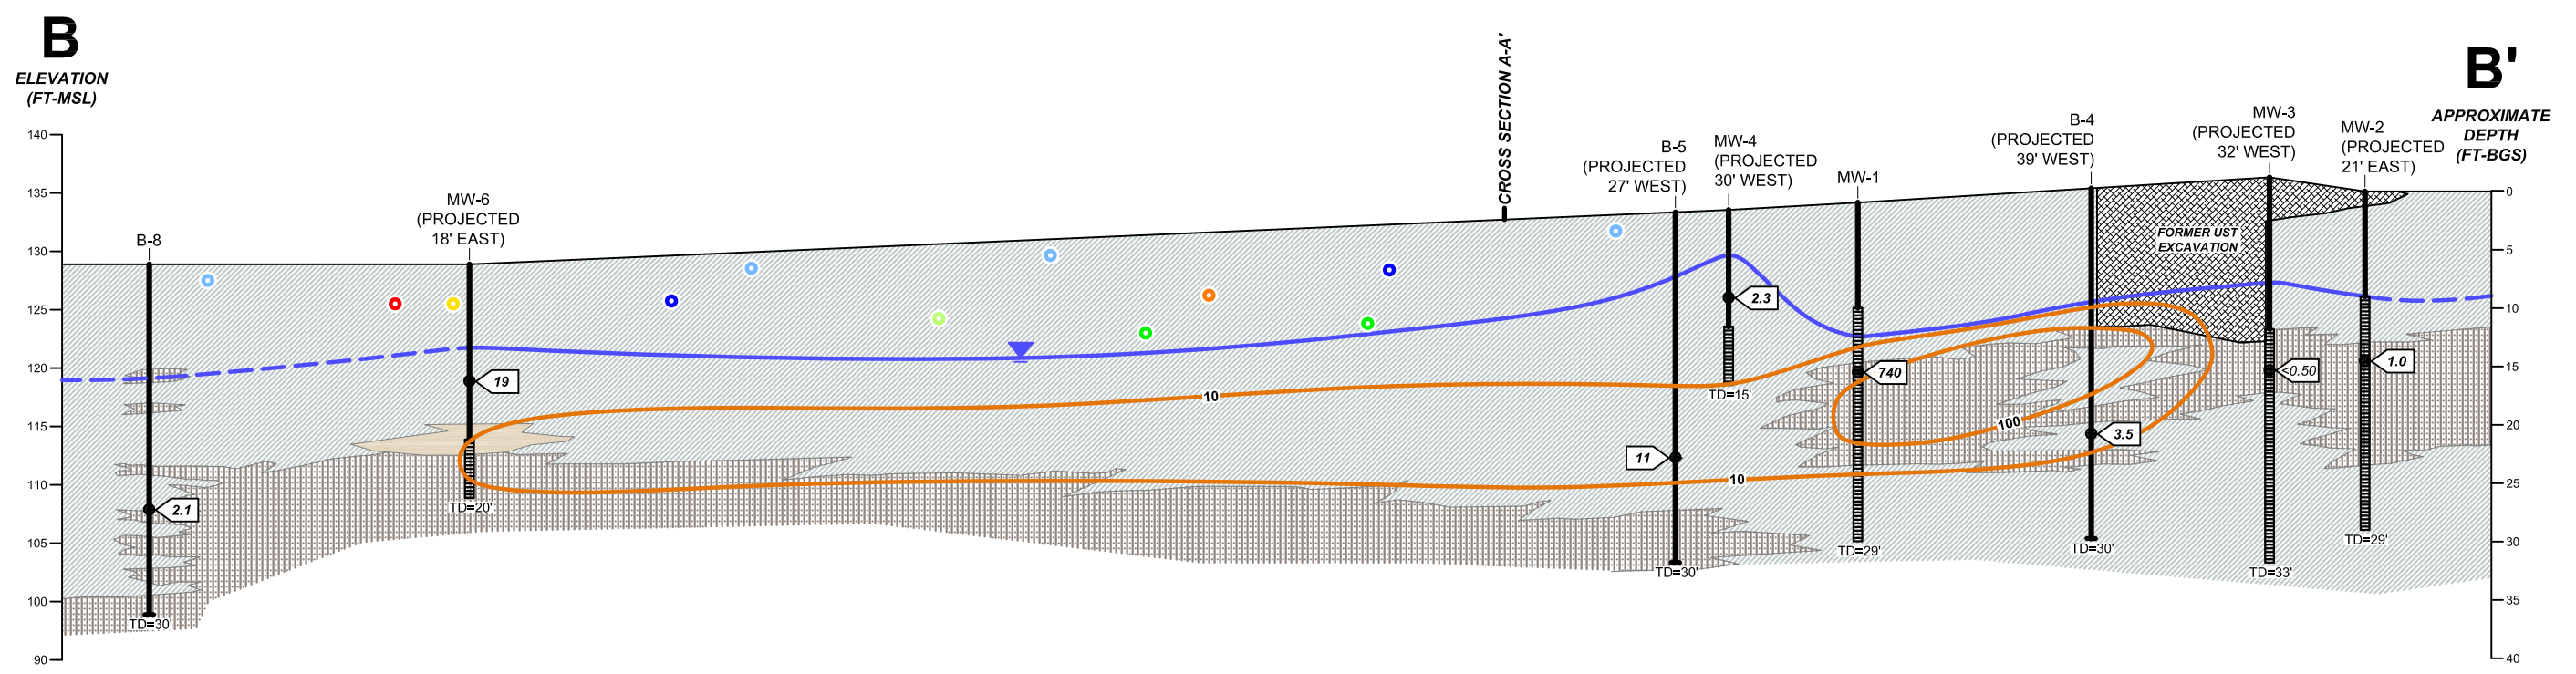 B
ELEVATION
(FT-MSL)
B'
APPROXIMATE
DEPTH
(FT-BGS)
CROSS SECTION A-A'
B-8
MW-6
(PROJECTED
18' EAST)
B-5
(PROJECTED
27' WEST)
MW-4
(PROJECTED
30' WEST)
MW-1
B-4
(PROJECTED
39' WEST)
MW-3
(PROJECTED
32' WEST)
MW-2
(PROJECTED
21' EAST)
140
135
130
125
120
115
110
105
100
90
0
5
10
15
20
25
30
35
40
FORMER UST
EXCAVATION
2.3
19
740
<0.50
1.0
10
TD=15'
100
3.5
11
10
2.1
TD=20'
TD=29'
TD=30'
TD=29'
TD=30'
TD=33'
TD=30'